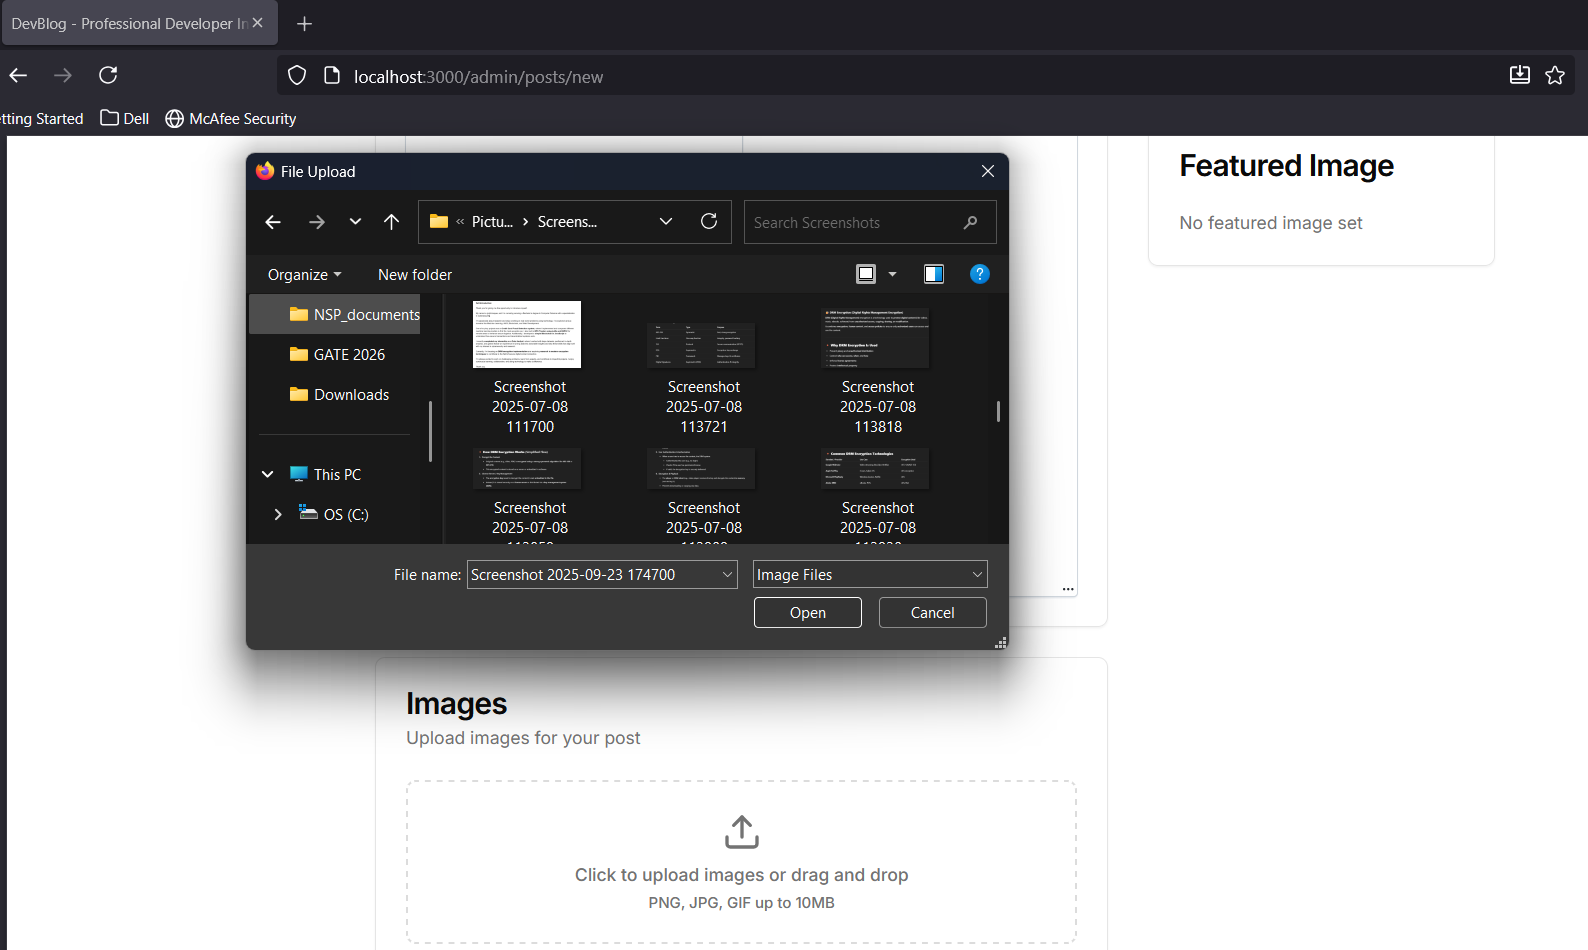 DevBlog - Professional Developer In
localhost:3000/admin/posts/new
tting Started
Dell
McAfee Security
File Upload
Pictu...
Screens...
Search Screenshots
Organize
New folder
NSP_documents
GATE 2026
Downloads
This PC
OS (C:)
Screenshot
2025-07-08
111700
Screenshot
2025-07-08
113721
Screenshot
2025-07-08
113818
Screenshot
2025-07-08
Screenshot
2025-07-08
Screenshot
2025-07-08
File name:
Screenshot 2025-09-23 174700
Image Files
Open
Cancel
Featured Image
No featured image set
Images
Upload images for your post
Click to upload images or drag and drop
PNG, JPG, GIF up to 10MB